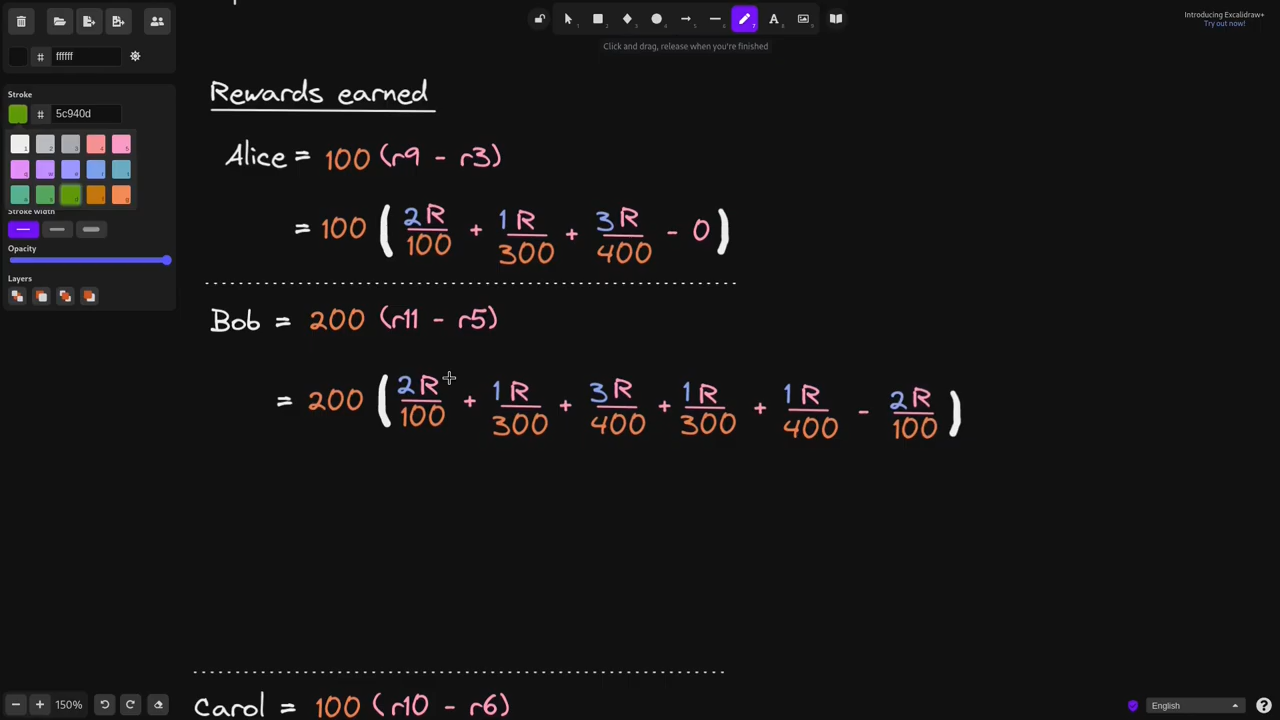 Introducing Excalidraw+
Try out now!
Click and drag, release when you're finished
# ffffff
Stroke
# 5c940d
Stroke width
Opacity
Layers
Rewards earned
Alice = 100 (r9 - r3)
= 100 ( 2R/100 + 1R/300 + 3R/400 - 0 )
Bob = 200 (r11 - r5)
= 200 ( 2R/100 + 1R/300 + 3R/400 + 1R/300 + 1R/400 - 2R/100 )
Carol = 100 (r10 - r6)
150%
English